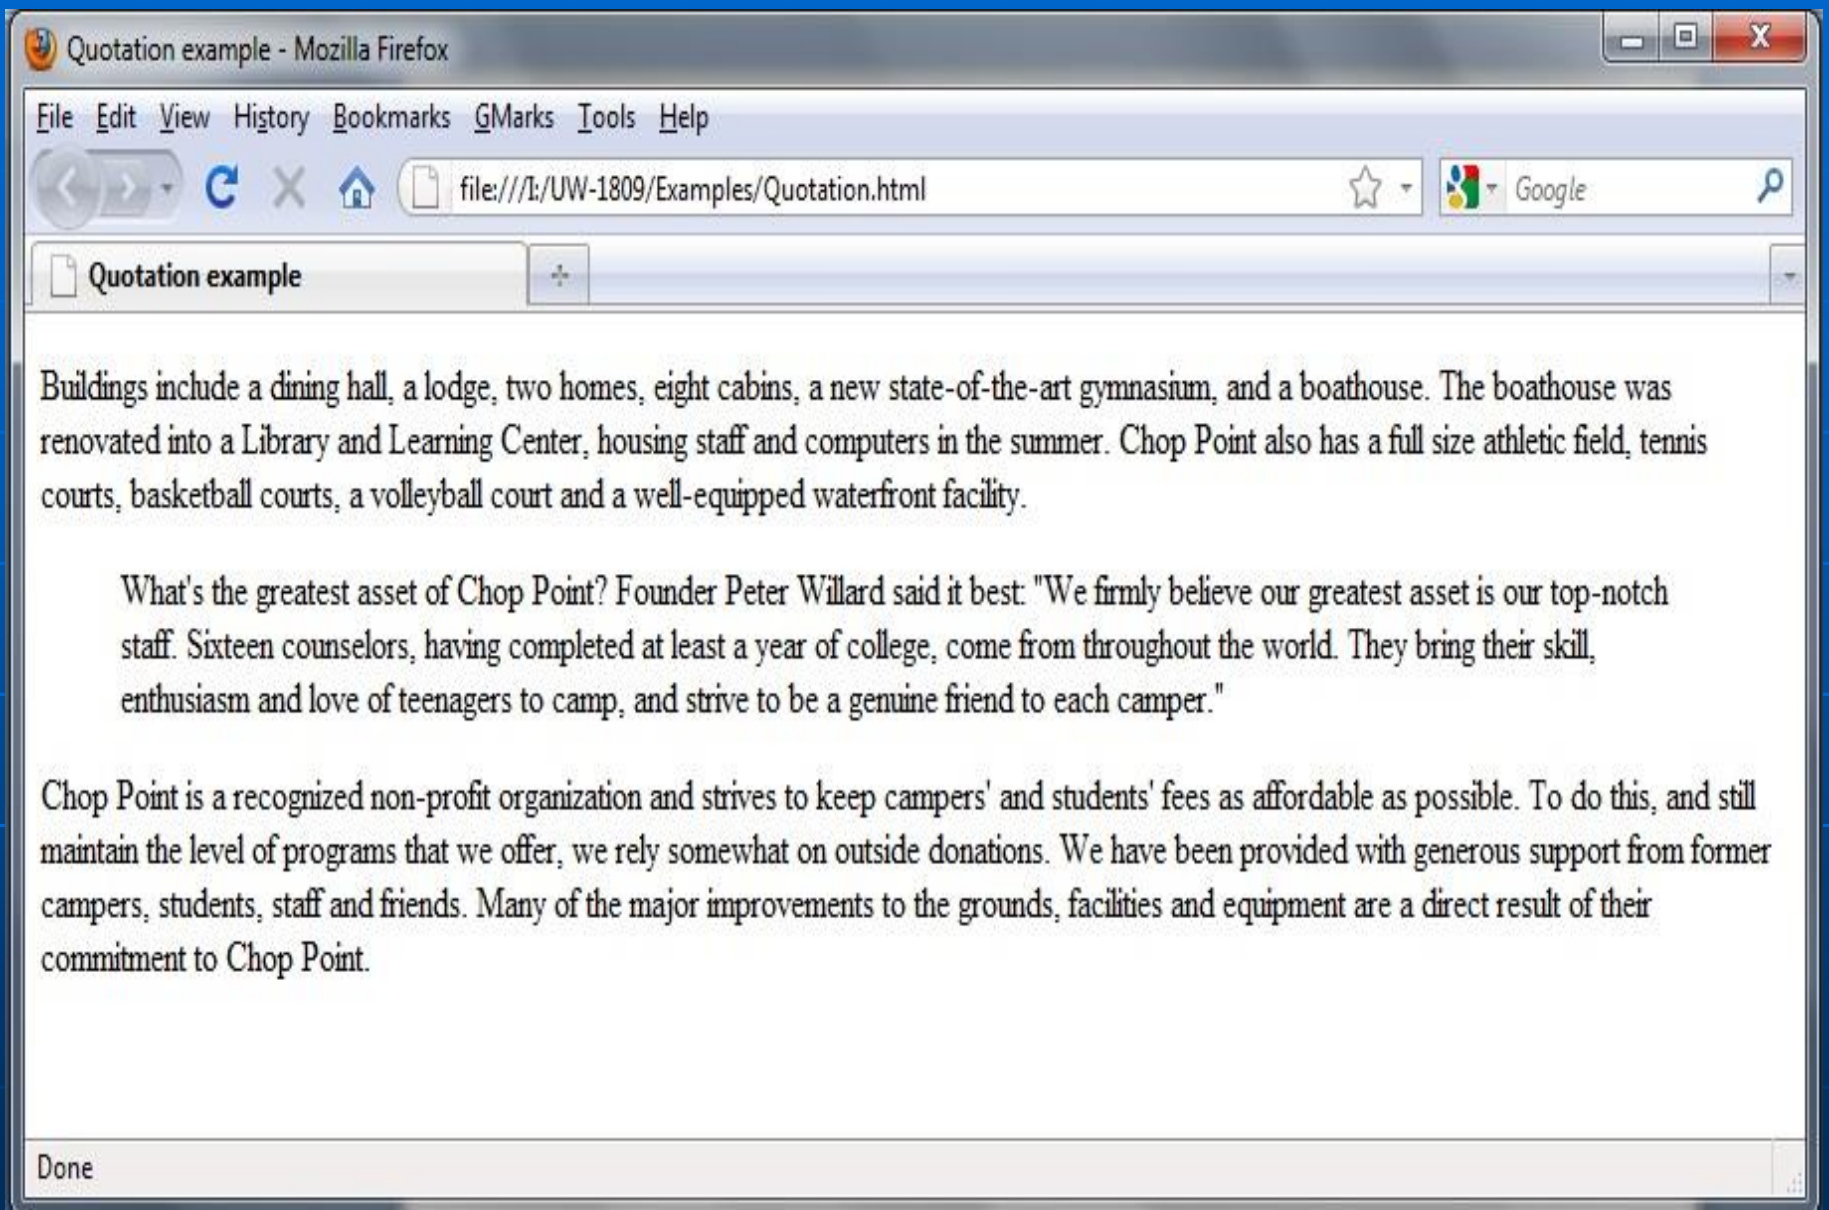 Quotation example - Mozilla Firefox
File Edit View History Bookmarks GMarks Tools Help
file:///I:/UW-1809/Examples/Quotation.html
Google
Quotation example
Buildings include a dining hall, a lodge, two homes, eight cabins, a new state-of-the-art gymnasium, and a boathouse. The boathouse was
renovated into a Library and Learning Center, housing staff and computers in the summer. Chop Point also has a full size athletic field, tennis
courts, basketball courts, a volleyball court and a well-equipped waterfront facility.
What's the greatest asset of Chop Point? Founder Peter Willard said it best: "We firmly believe our greatest asset is our top-notch
staff. Sixteen counselors, having completed at least a year of college, come from throughout the world. They bring their skill,
enthusiasm and love of teenagers to camp, and strive to be a genuine friend to each camper."
Chop Point is a recognized non-profit organization and strives to keep campers' and students' fees as affordable as possible. To do this, and still
maintain the level of programs that we offer, we rely somewhat on outside donations. We have been provided with generous support from former
campers, students, staff and friends. Many of the major improvements to the grounds, facilities and equipment are a direct result of their
commitment to Chop Point.
Done